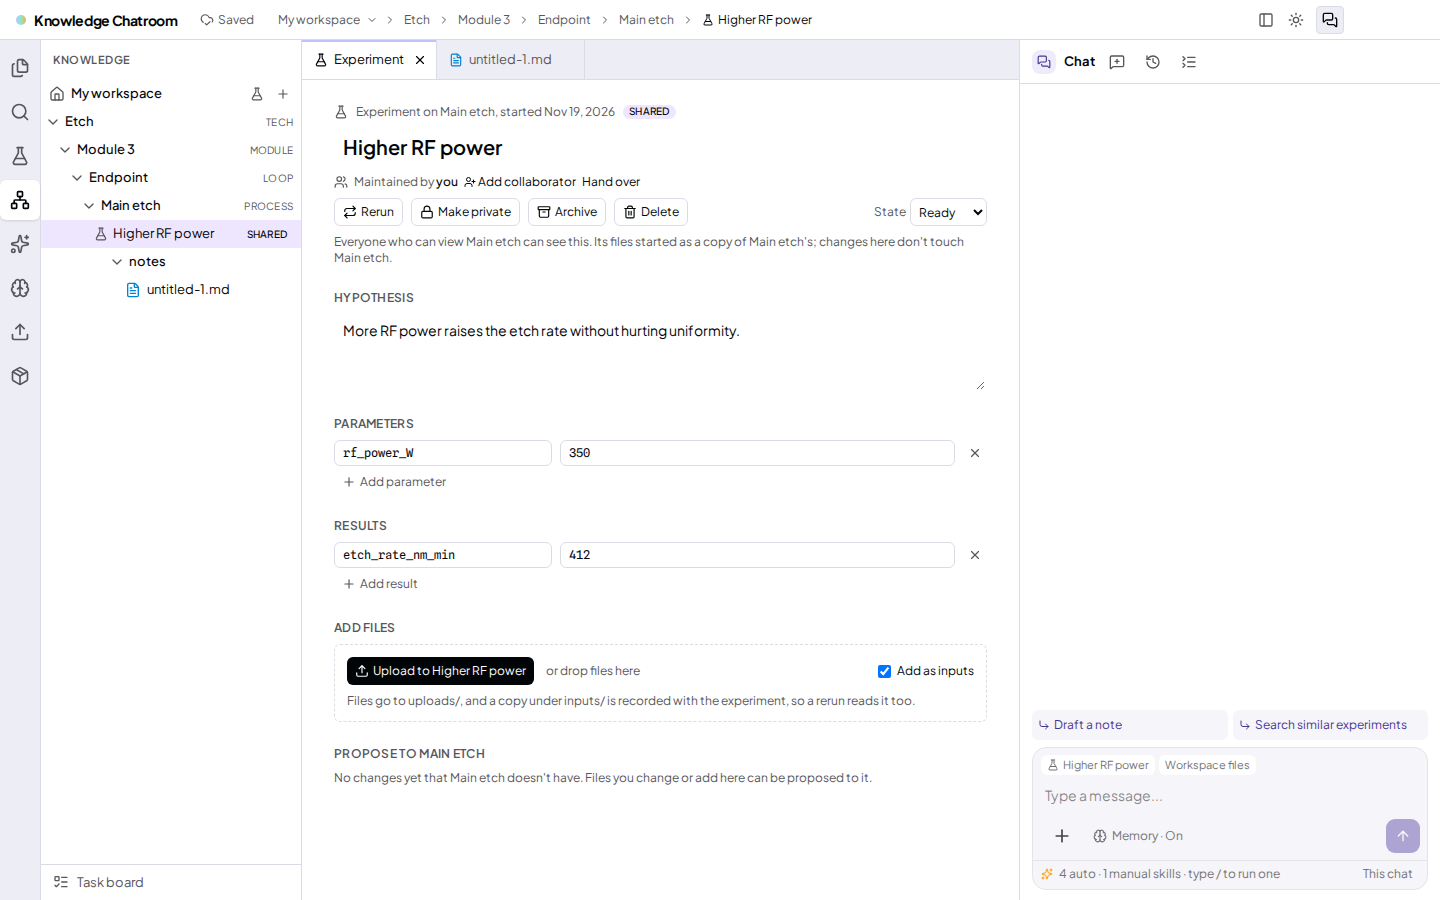 Knowledge Chatroom
Saved
My workspace
Etch
Module 3
Endpoint
Main etch
Higher RF power
KNOWLEDGE
My workspace
Etch
TECH
Module 3
MODULE
Endpoint
LOOP
Main etch
PROCESS
Higher RF power
SHARED
notes
untitled-1.md
Task board
Experiment
untitled-1.md
Experiment on Main etch, started Nov 19, 2026
SHARED
Higher RF power
Maintained by you
Add collaborator
Hand over
Rerun
Make private
Archive
Delete
State
Ready
Everyone who can view Main etch can see this. Its files started as a copy of Main etch's; changes here don't touch
Main etch.
HYPOTHESIS
More RF power raises the etch rate without hurting uniformity.
PARAMETERS
rf_power_W
350
Add parameter
RESULTS
etch_rate_nm_min
412
Add result
ADD FILES
Upload to Higher RF power
or drop files here
Add as inputs
Files go to uploads/, and a copy under inputs/ is recorded with the experiment, so a rerun reads it too.
PROPOSE TO MAIN ETCH
No changes yet that Main etch doesn't have. Files you change or add here can be proposed to it.
Chat
Draft a note
Search similar experiments
Higher RF power
Workspace files
Type a message...
Memory · On
4 auto · 1 manual skills · type / to run one
This chat